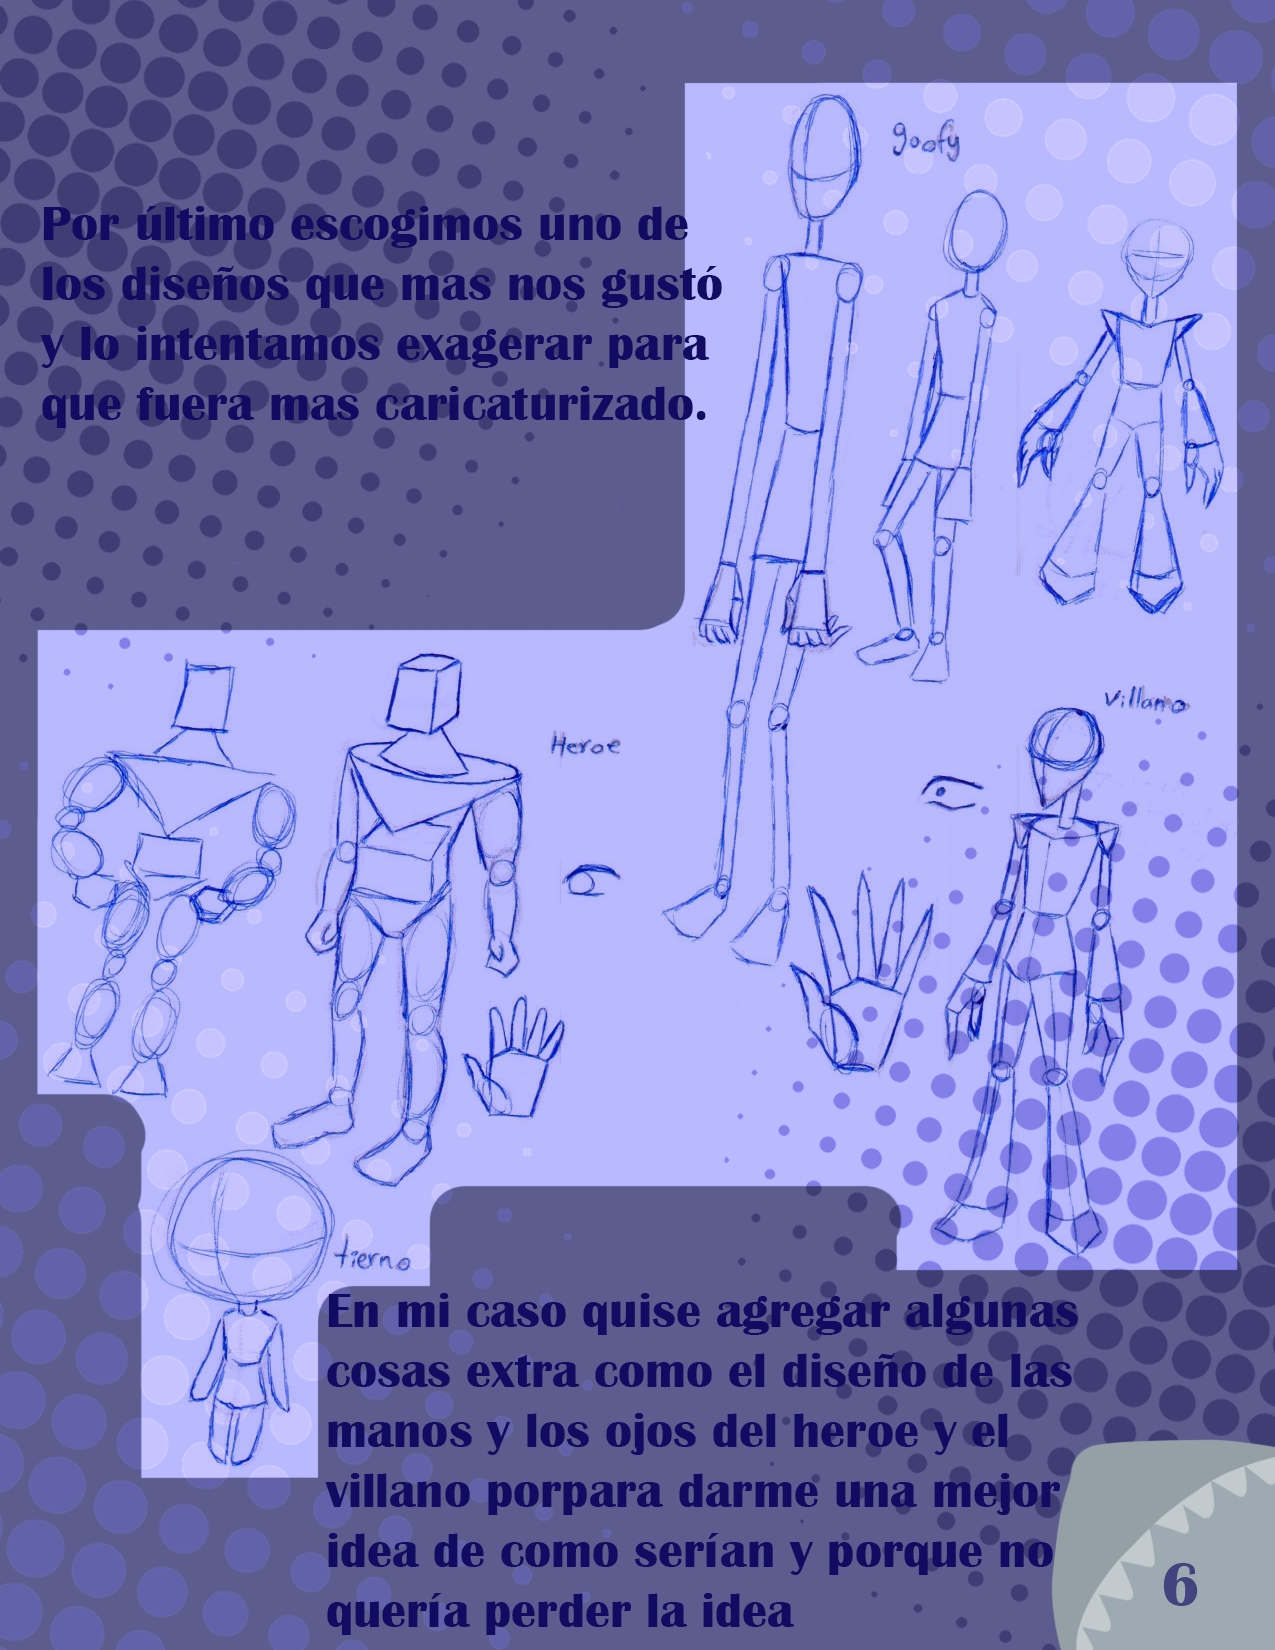 goofy
Por último escogimos uno de
los diseños que mas nos gustó
y lo intentamos exagerar para
que fuera mas caricaturizado.
villano
Heroe
tierno
En mi caso quise agregar algunas
cosas extra como el diseño de las
manos y los ojos del heroe y el
villano porpara darme una mejor
idea de como serían y porque no
quería perder la idea
6